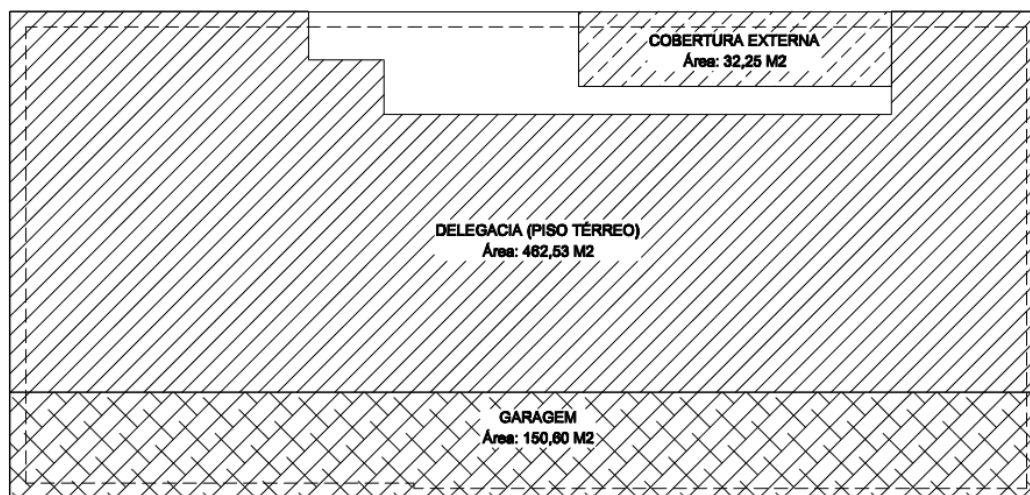 COBERTURA EXTERNA
Área: 32,25 M2
DELEGACIA (PISO TÉRREO)
Área: 462,53 M2
GARAGEM
Área: 150,60 M2